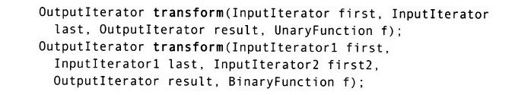 OutputIterator transform(InputIterator first, InputIterator
last, OutputIterator result, UnaryFunction f);
OutputIterator transform(InputIterator1 first,
InputIterator1 last, InputIterator2 first2,
OutputIterator result, BinaryFunction f);